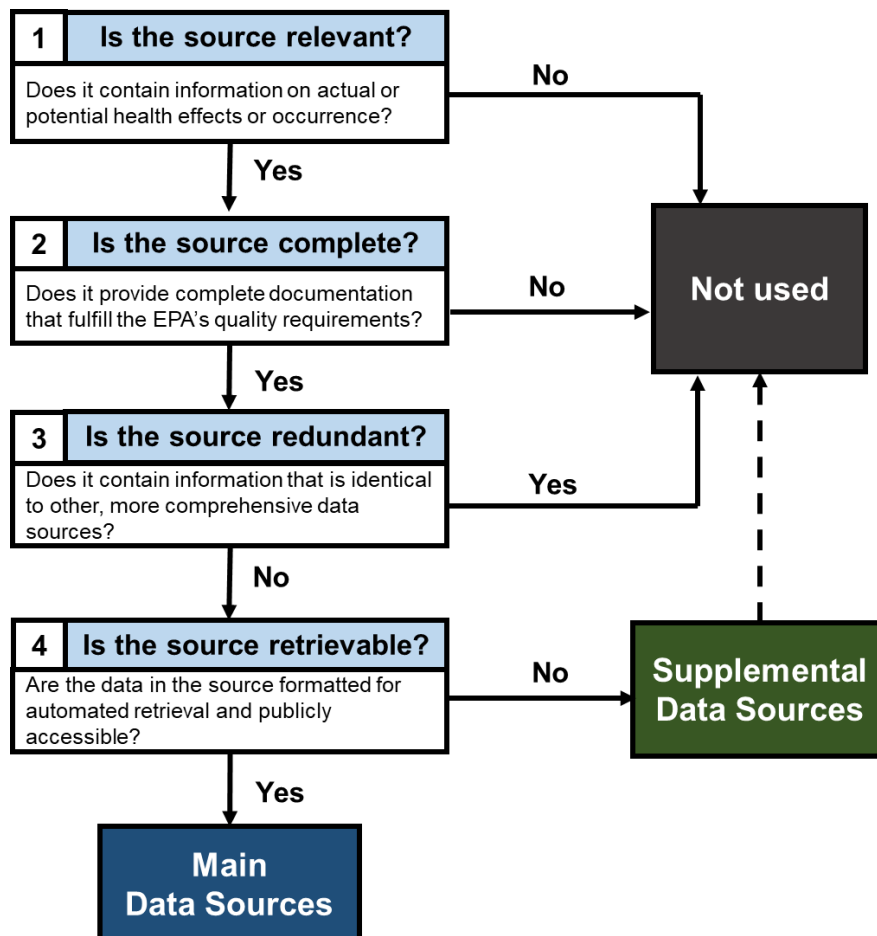 1 Is the source relevant?
Does it contain information on actual or
potential health effects or occurrence?
No
Yes
2 Is the source complete?
Does it provide complete documentation
that fulfill the EPA's quality requirements?
No
Not used
Yes
3 Is the source redundant?
Does it contain information that is identical
to other, more comprehensive data
sources?
Yes
No
4 Is the source retrievable?
Are the data in the source formatted for
automated retrieval and publicly
accessible?
No
Supplemental
Data Sources
Yes
Main
Data Sources